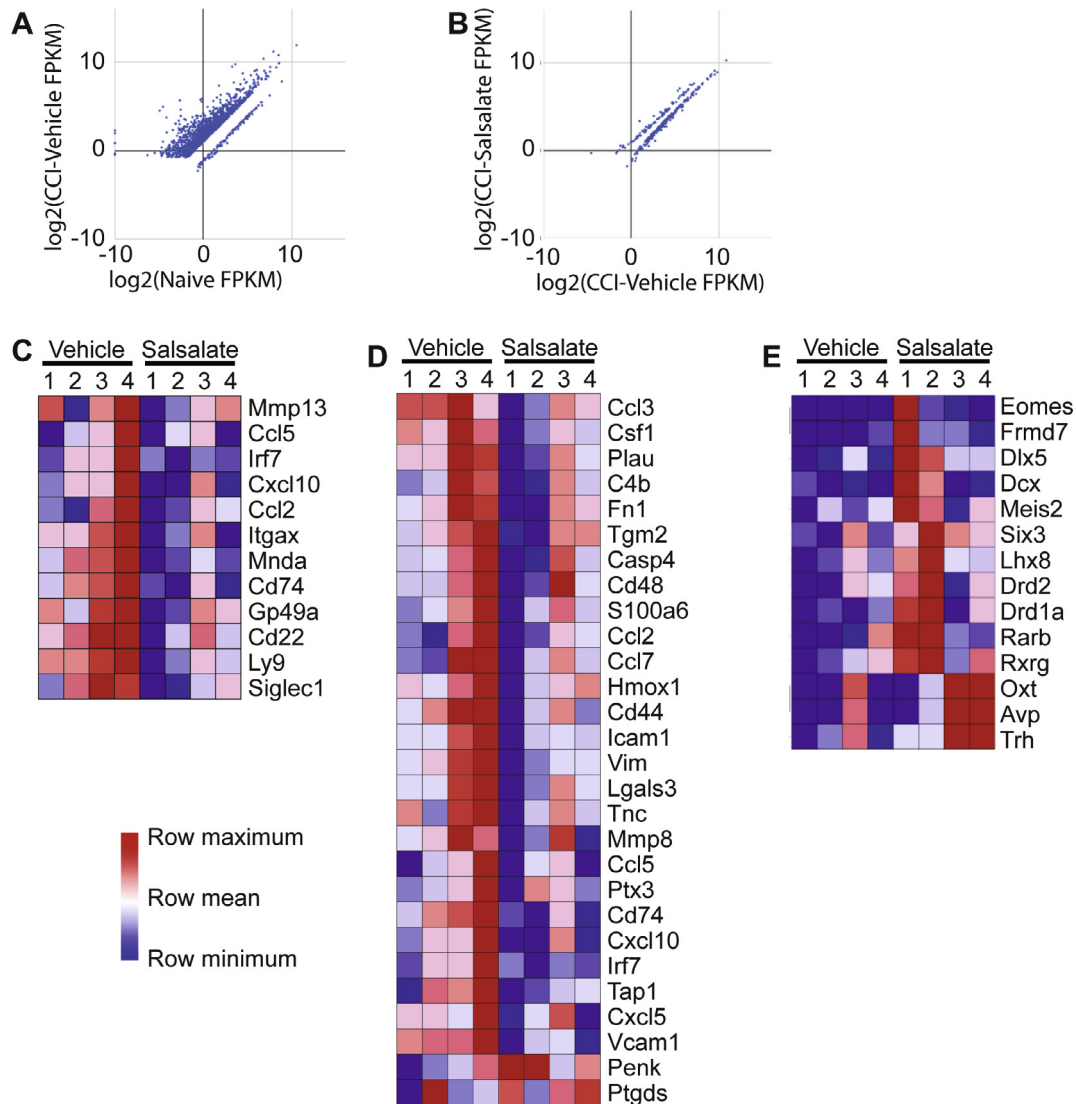 A
log2(CCI-Vehicle FPKM)
10
0
-10
-10
0
10
log2(Naive FPKM)
B
log2(CCI-Salsalate FPKM)
10
0
-10
-10
0
10
log2(CCI-Vehicle FPKM)
C
Vehicle Salsalate
1 2 3 4 1 2 3 4
Mmp13
Ccl5
Irf7
Cxcl10
Ccl2
Itgax
Mnda
Cd74
Gp49a
Cd22
Ly9
Siglec1
Row maximum
Row mean
Row minimum
D
Vehicle Salsalate
1 2 3 4 1 2 3 4
Ccl3
Csf1
Plau
C4b
Fn1
Tgm2
Casp4
Cd48
S100a6
Ccl2
Ccl7
Hmox1
Cd44
Icam1
Vim
Lgals3
Tnc
Mmp8
Ccl5
Ptx3
Cd74
Cxcl10
Irf7
Tap1
Cxcl5
Vcam1
Penk
Ptgds
E
Vehicle Salsalate
1 2 3 4 1 2 3 4
Eomes
Frmd7
Dlx5
Dcx
Meis2
Six3
Lhx8
Drd2
Drd1a
Rarb
Rxrg
Oxt
Avp
Trh